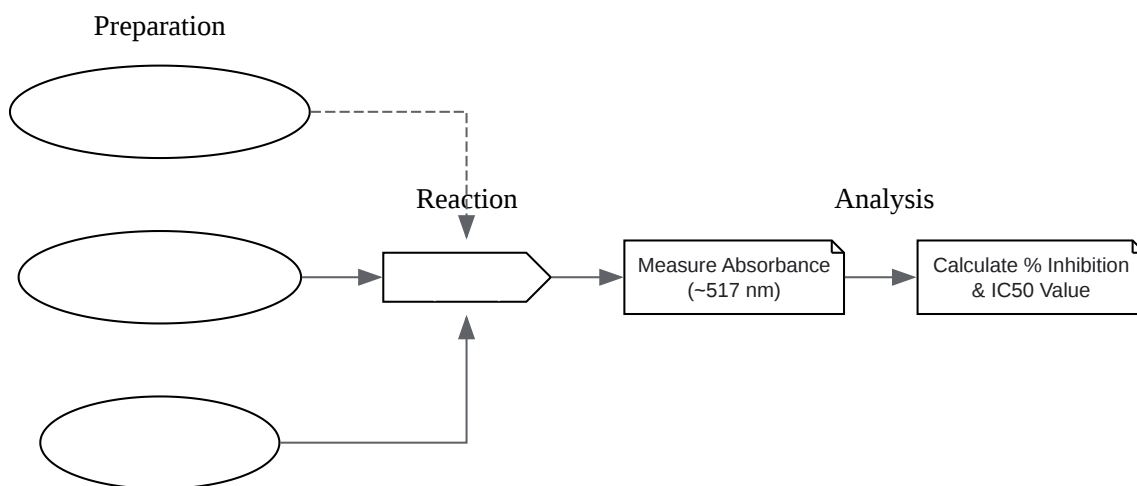 Preparation
Reaction
Analysis
Measure Absorbance
(~517 nm)
Calculate % Inhibition
& IC50 Value